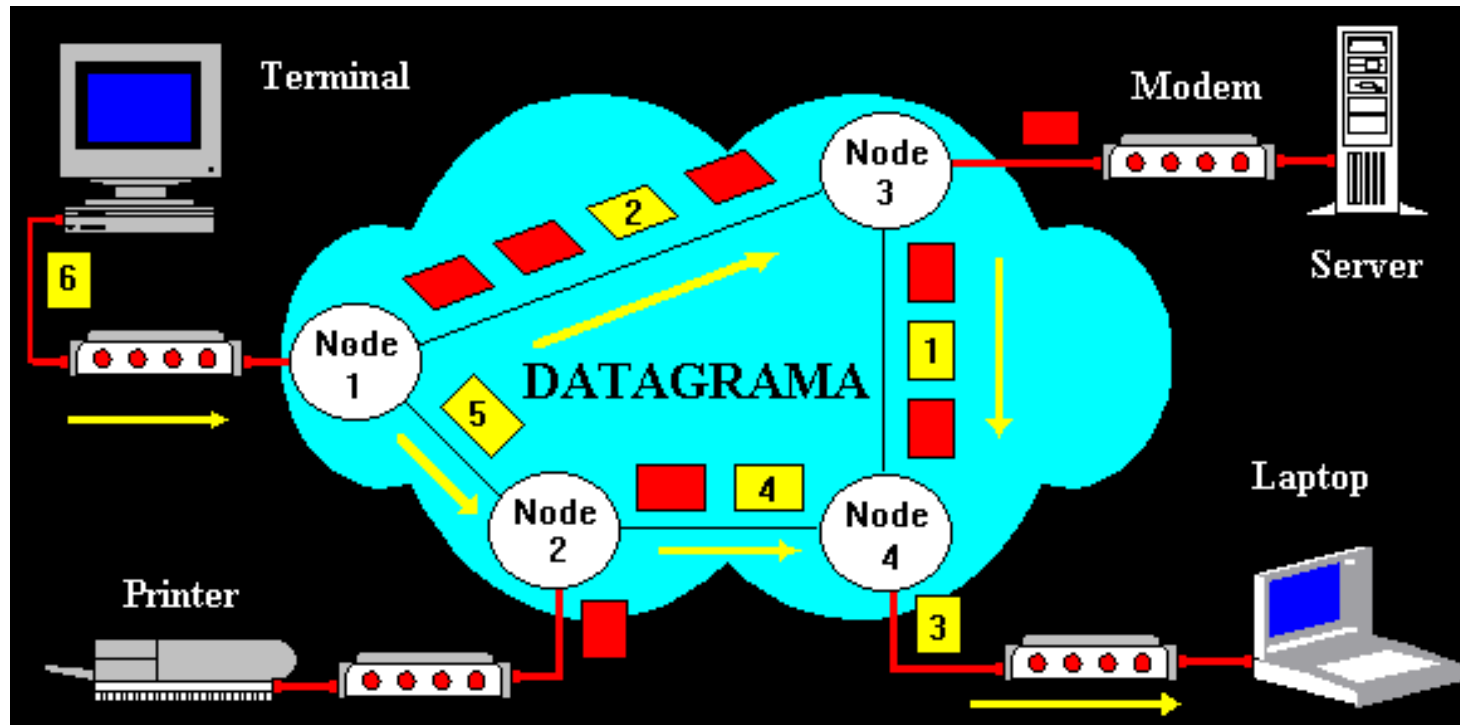 Terminal
Modem
Server
Node
3
2
6
1
Node
1
DATAGRAMA
5
4
Laptop
Node
2
Node
4
3
Printer